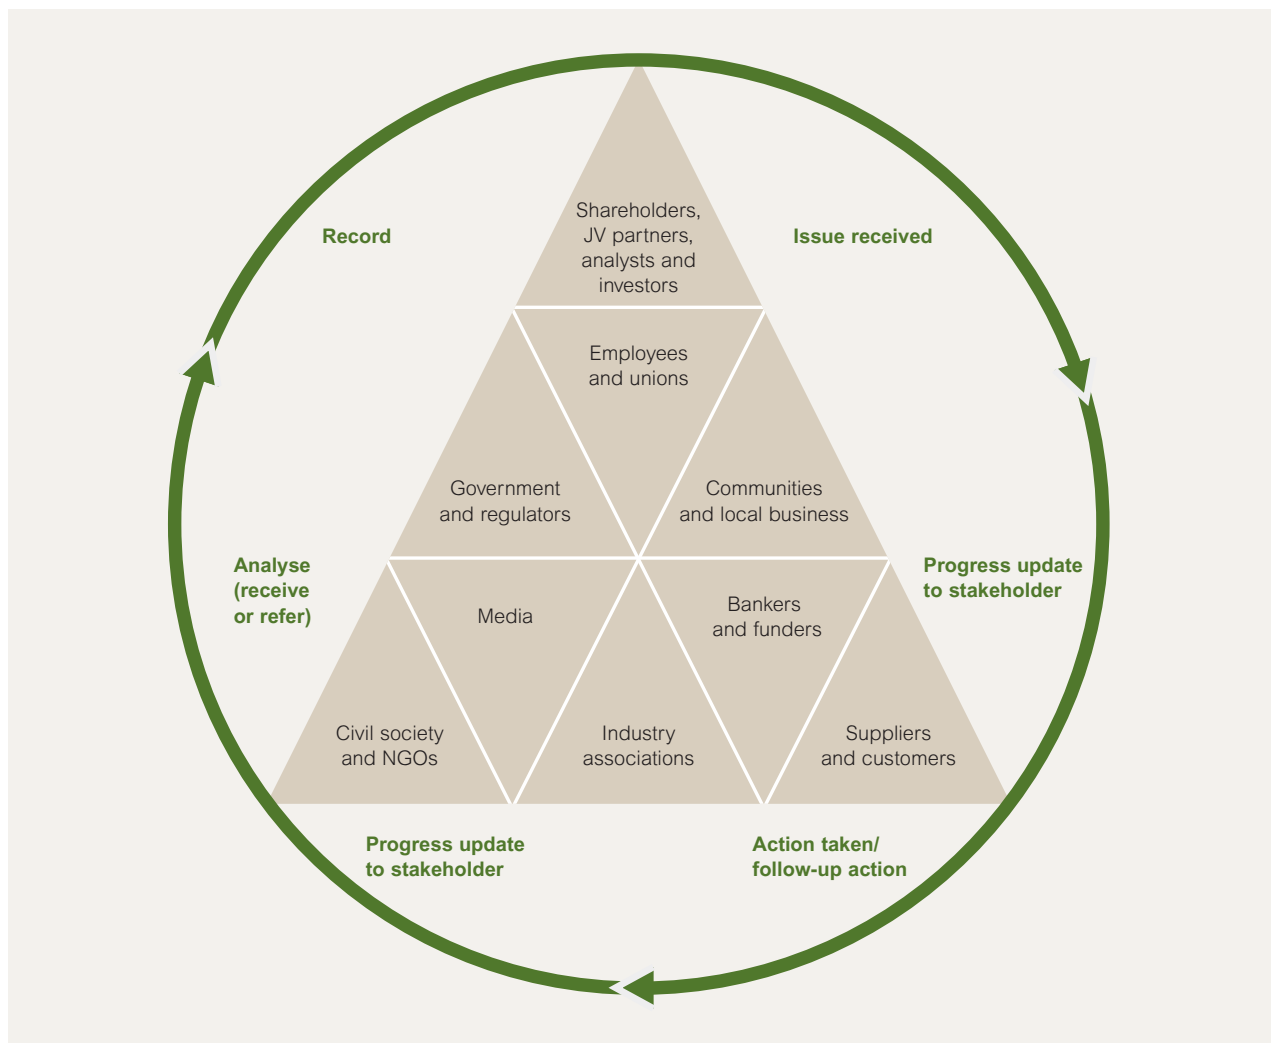 Shareholders,
JV partners,
analysts and
investors
Record
Issue received
Employees
and unions
Government
and regulators
Communities
and local business
Analyse
(receive
or refer)
Progress update
to stakeholder
Media
Bankers
and funders
Civil society
and NGOs
Industry
associations
Suppliers
and customers
Progress update
to stakeholder
Action taken/
follow-up action